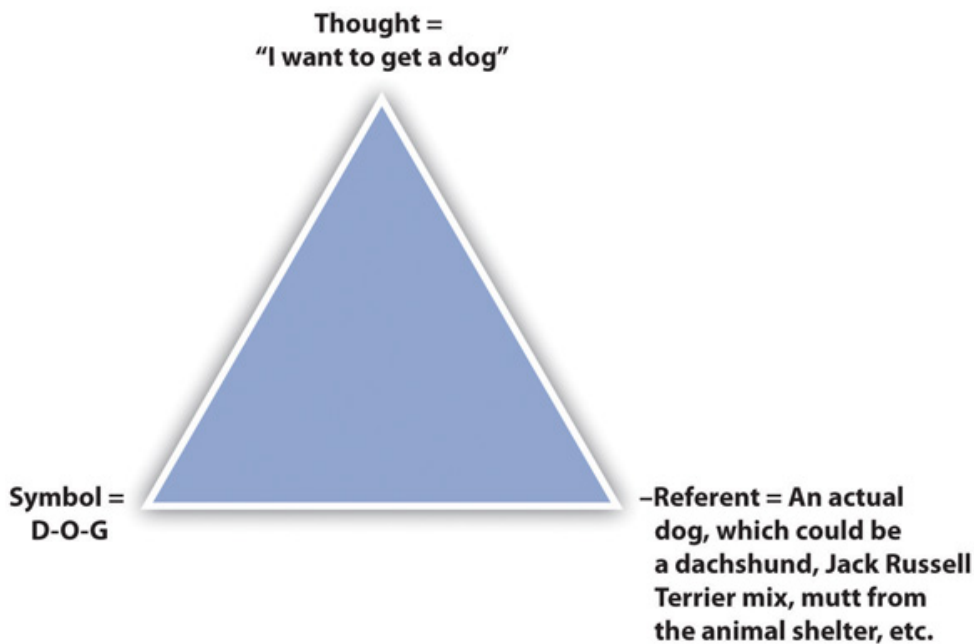 Thought =
“I want to get a dog”
Symbol =
D-O-G
–Referent = An actual
dog, which could be
a dachshund, Jack Russell
Terrier mix, mutt from
the animal shelter, etc.